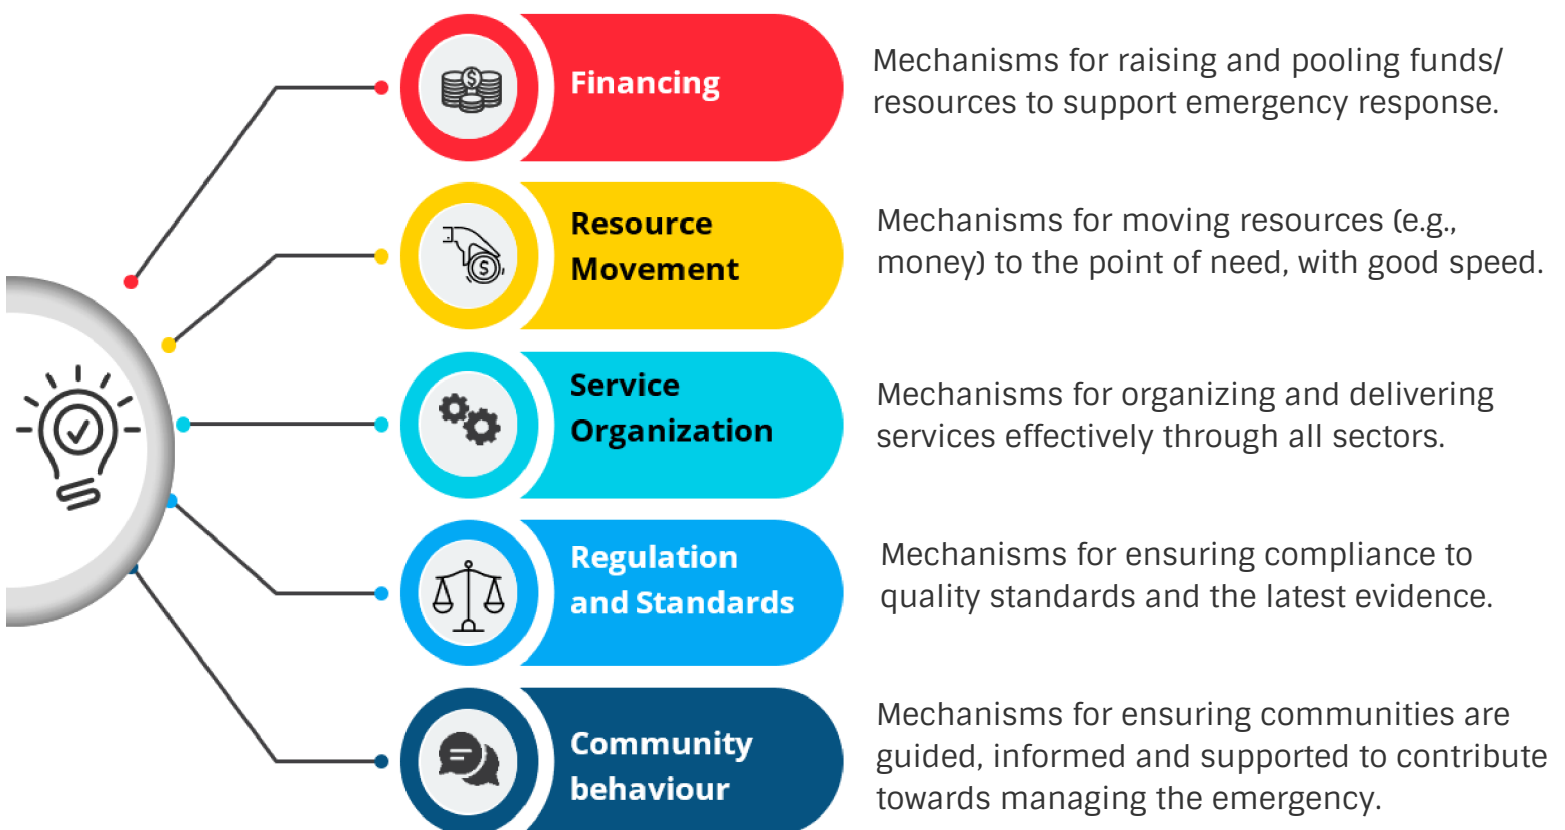 Financing
Mechanisms for raising and pooling funds/
resources to support emergency response.
Resource
Movement
Mechanisms for moving resources (e.g.,
money) to the point of need, with good speed.
Service
Organization
Mechanisms for organizing and delivering
services effectively through all sectors.
Regulation
and Standards
Mechanisms for ensuring compliance to
quality standards and the latest evidence.
Community
behaviour
Mechanisms for ensuring communities are
guided, informed and supported to contribute
towards managing the emergency.